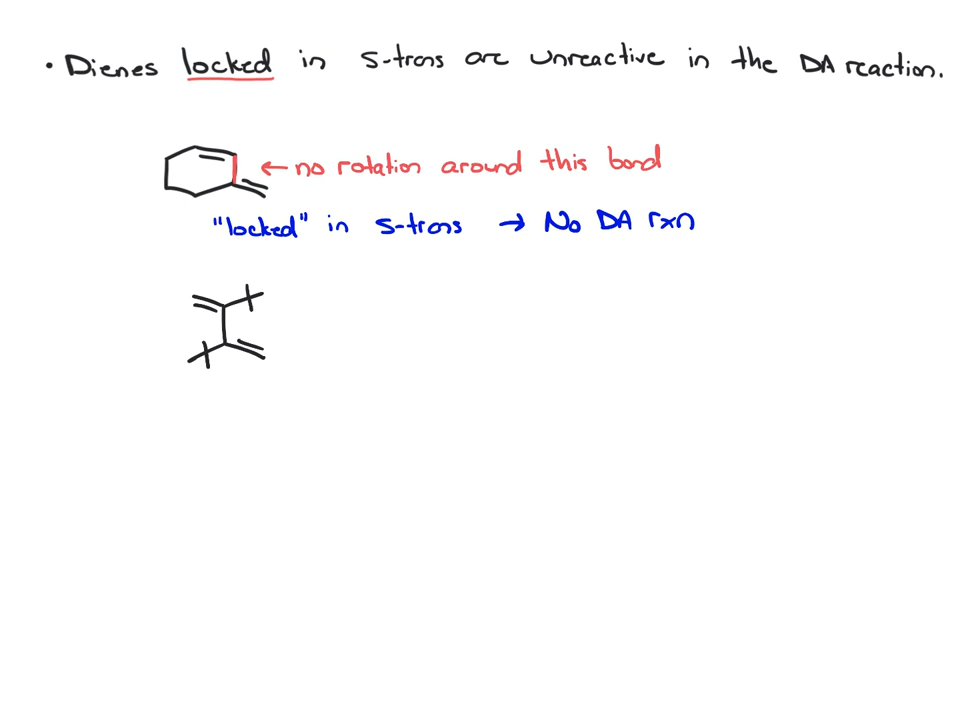 • Dienes locked in s-trans are unreactive in the DA reaction.
← no rotation around this bond
"locked" in s-trans → No DA rxn